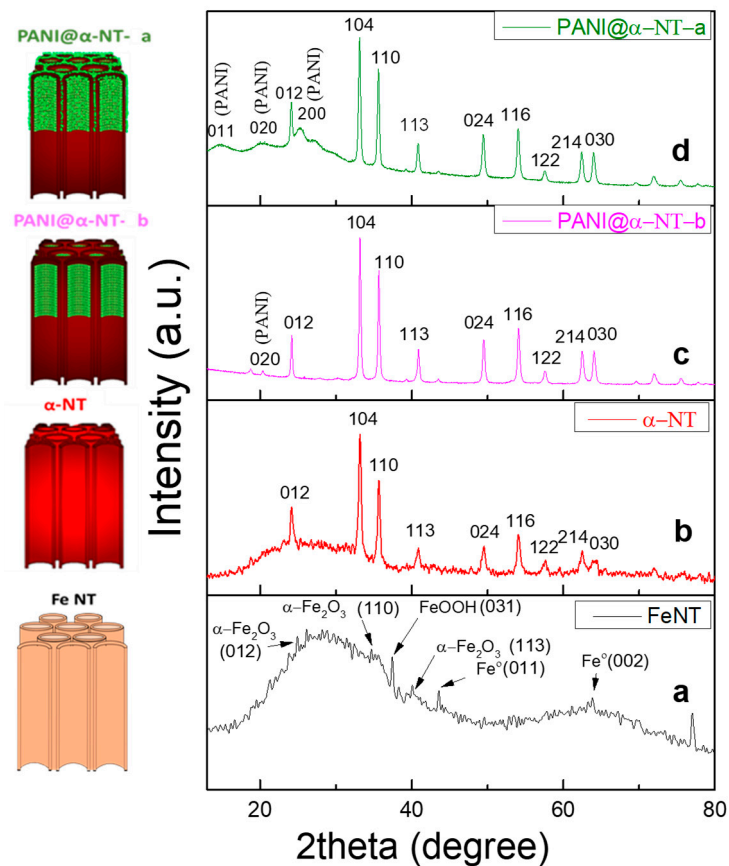 PANI@α-NT- a
PANI@α-NT- b
α-NT
Fe NT
Intensity (a.u.)
PANI@α-NT-a
011 (PANI)
020 (PANI)
012
200 (PANI)
104
110
113
024
116
122
214
030
d
PANI@α-NT-b
020 (PANI)
012
104
110
113
024
116
122
214
030
c
α-NT
012
104
110
113
024
116
122
214
030
b
FeNT
α-Fe₂O₃
(012)
α-Fe₂O₃
(110)
FeOOH (031)
α-Fe₂O₃ (113)
Fe°(011)
Fe°(002)
a
20 40 60 80
2theta (degree)